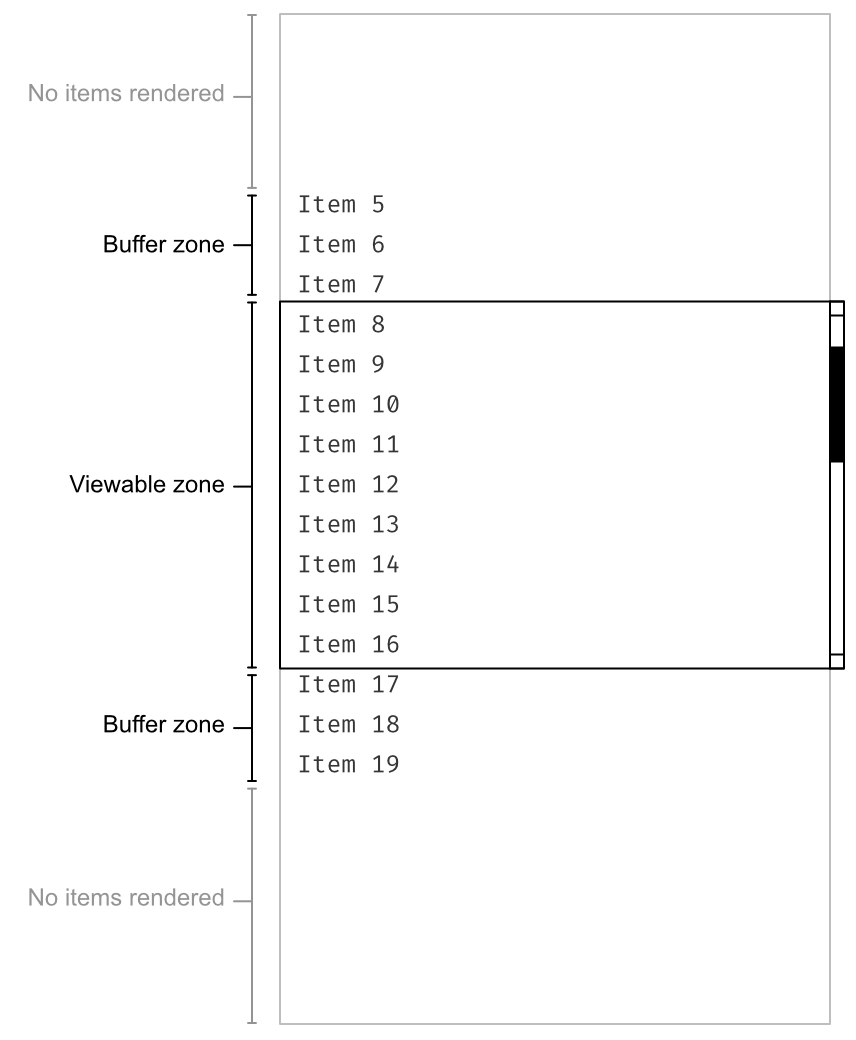 No items rendered
Item 5
Buffer zone
Item 6
Item 7
Item 8
Item 9
Item 10
Item 11
Viewable zone
Item 12
Item 13
Item 14
Item 15
Item 16
Item 17
Buffer zone
Item 18
Item 19
No items rendered